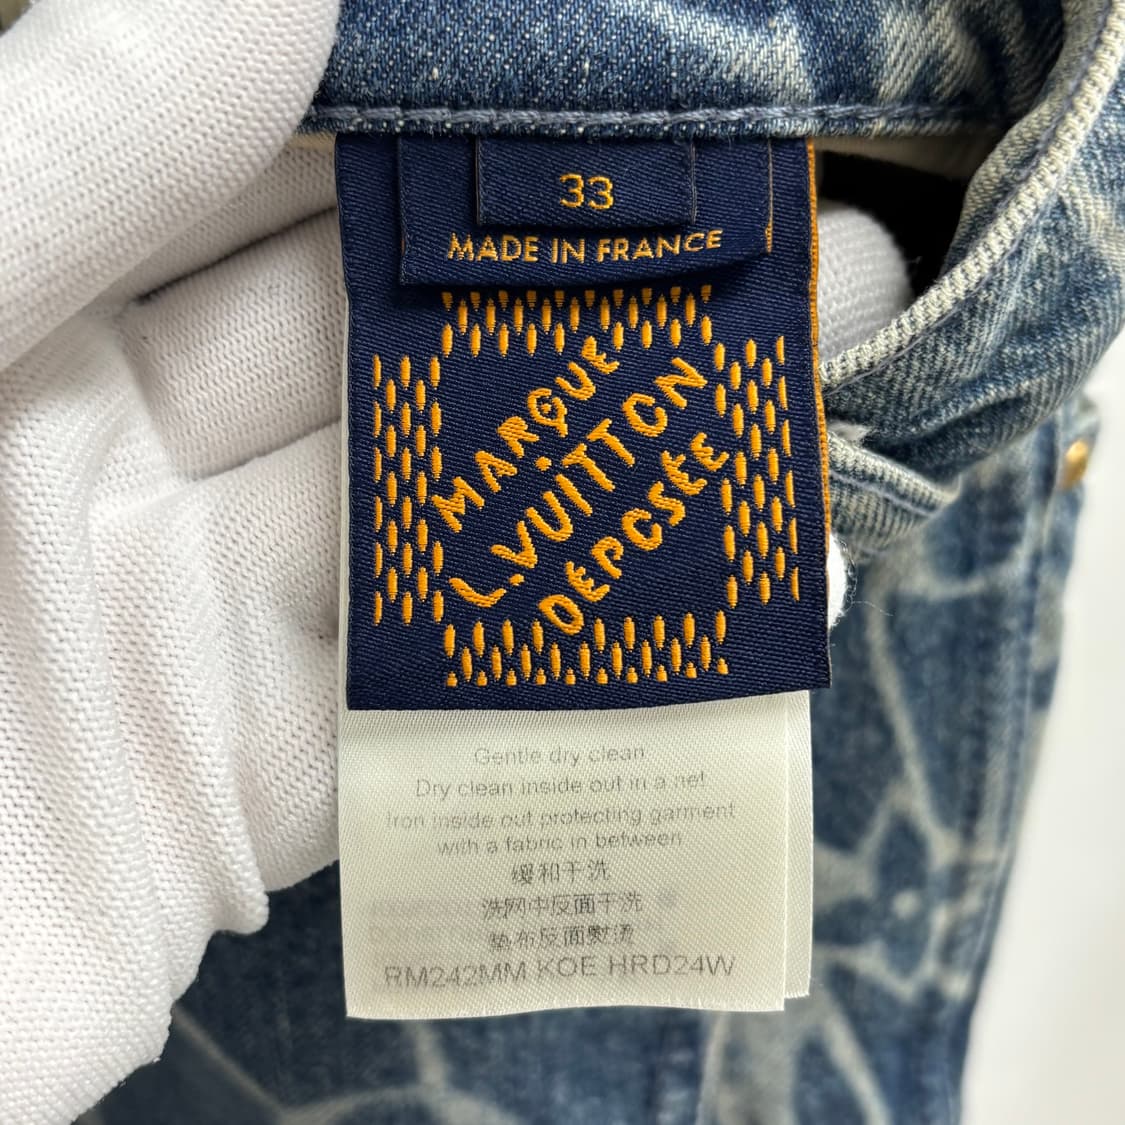 33
MADE IN FRANCE
MARQUE
L.VUITTON
DÉPOSÉE
Gentle dry clean
Dry clean inside out in a net
Iron inside out protecting garment
with a fabric in between
缓和干洗
洗网中反面干洗
垫布反面熨烫
RM242MM KOE HRD24W